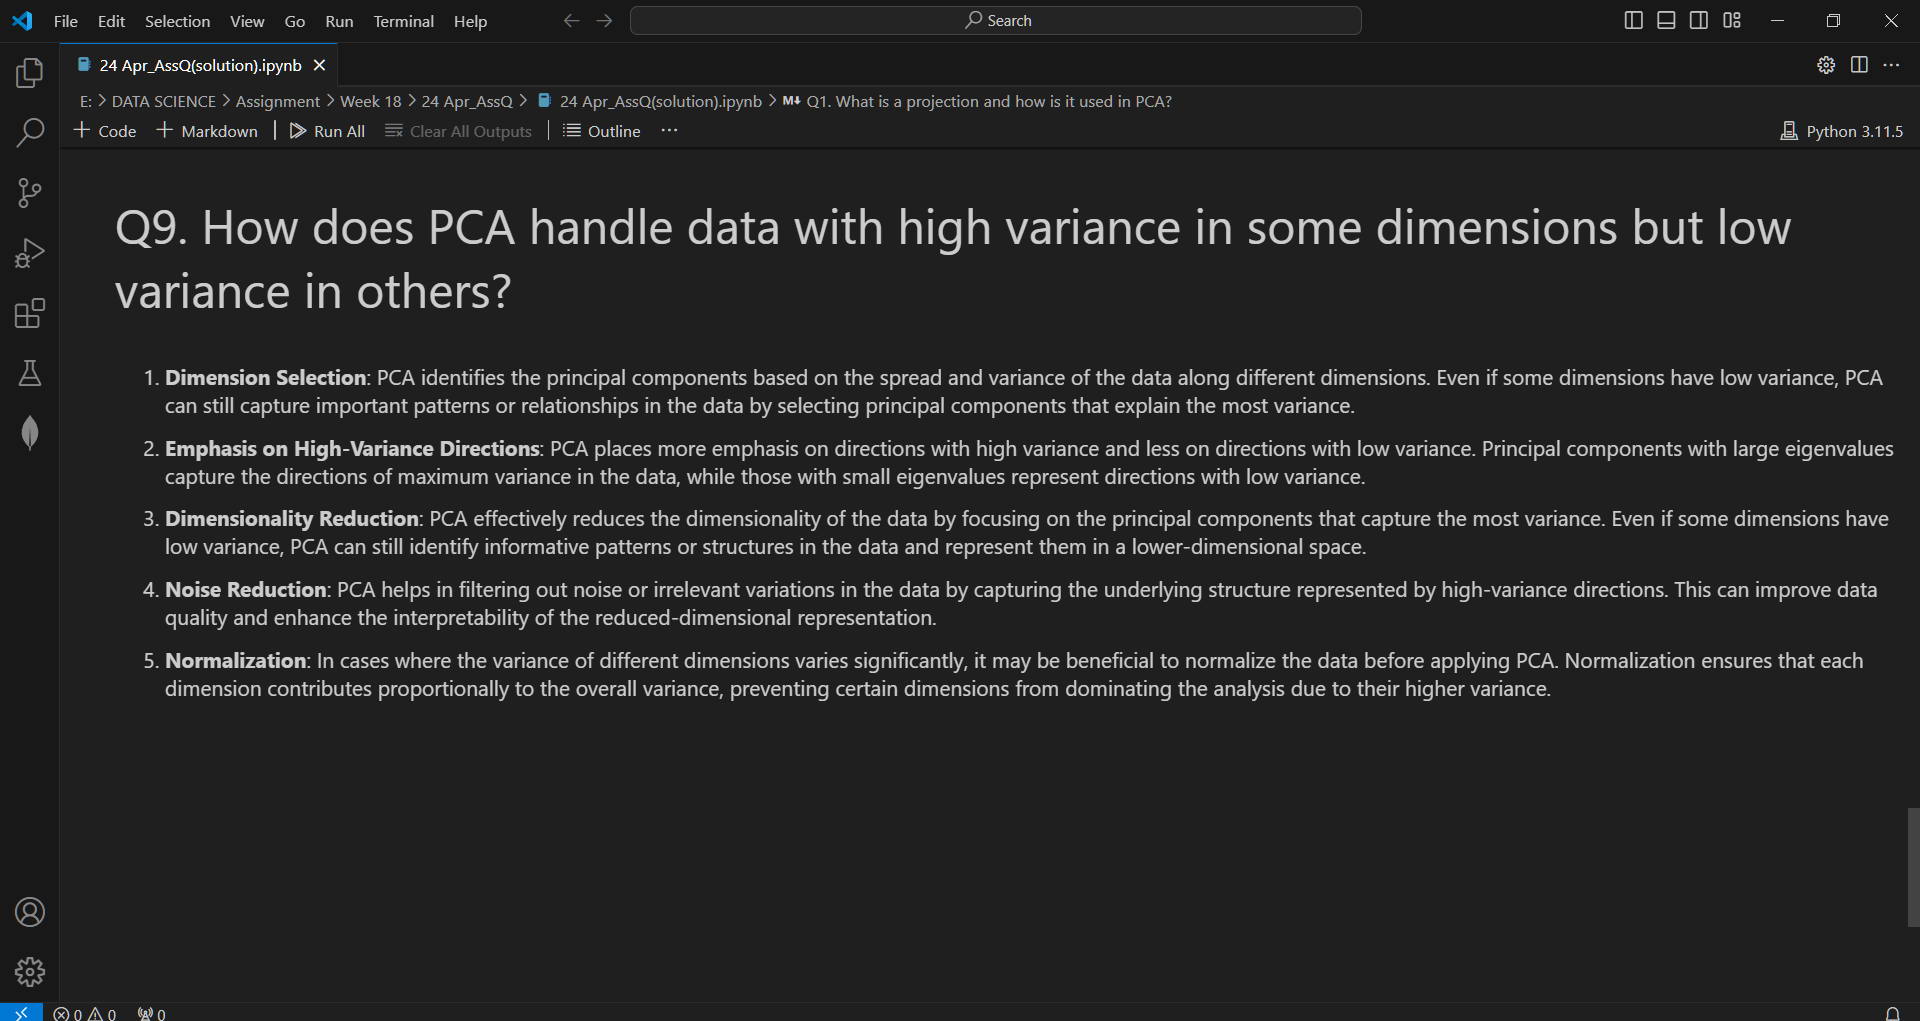 File Edit Selection View Go Run Terminal Help
Search
24 Apr_AssQ(solution).ipynb
E: > DATA SCIENCE > Assignment > Week 18 > 24 Apr_AssQ > 24 Apr_AssQ(solution).ipynb > M↓ Q1. What is a projection and how is it used in PCA?
+ Code + Markdown | Run All Clear All Outputs | Outline ... Python 3.11.5
Q9. How does PCA handle data with high variance in some dimensions but low
variance in others?
1. Dimension Selection: PCA identifies the principal components based on the spread and variance of the data along different dimensions. Even if some dimensions have low variance, PCA
can still capture important patterns or relationships in the data by selecting principal components that explain the most variance.
2. Emphasis on High-Variance Directions: PCA places more emphasis on directions with high variance and less on directions with low variance. Principal components with large eigenvalues
capture the directions of maximum variance in the data, while those with small eigenvalues represent directions with low variance.
3. Dimensionality Reduction: PCA effectively reduces the dimensionality of the data by focusing on the principal components that capture the most variance. Even if some dimensions have
low variance, PCA can still identify informative patterns or structures in the data and represent them in a lower-dimensional space.
4. Noise Reduction: PCA helps in filtering out noise or irrelevant variations in the data by capturing the underlying structure represented by high-variance directions. This can improve data
quality and enhance the interpretability of the reduced-dimensional representation.
5. Normalization: In cases where the variance of different dimensions varies significantly, it may be beneficial to normalize the data before applying PCA. Normalization ensures that each
dimension contributes proportionally to the overall variance, preventing certain dimensions from dominating the analysis due to their higher variance.
0 0 0